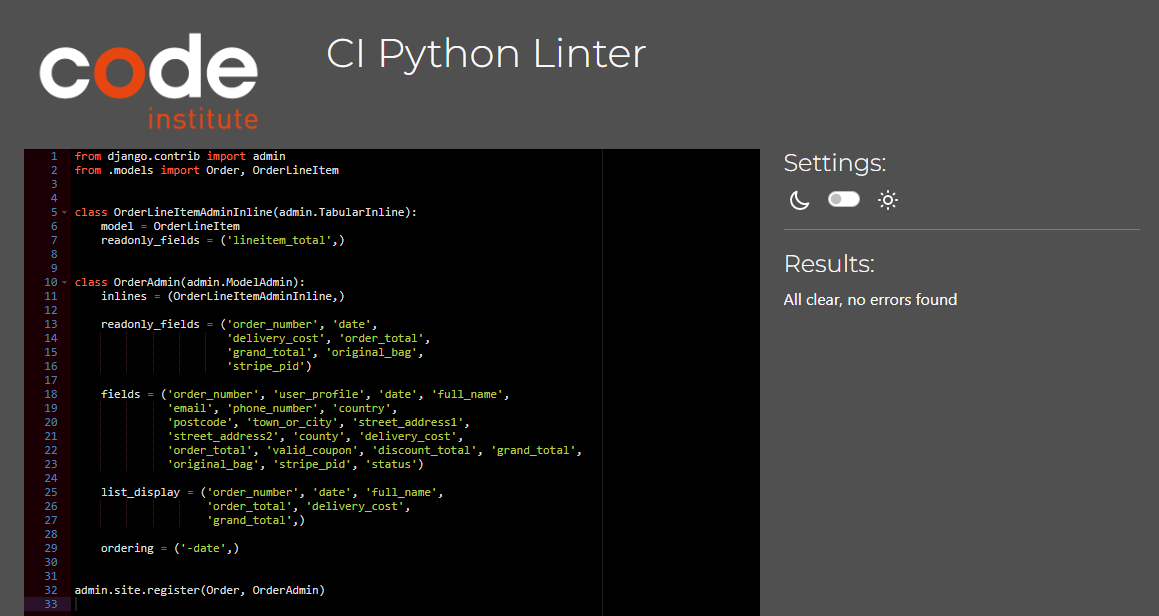 code
institute
CI Python Linter
1 from django.contrib import admin
2 from .models import Order, OrderLineItem
3
4
5 class OrderLineItemAdminInline(admin.TabularInline):
6     model = OrderLineItem
7     readonly_fields = ('lineitem_total',)
8
9
10 class OrderAdmin(admin.ModelAdmin):
11     inlines = (OrderLineItemAdminInline,)
12
13     readonly_fields = ('order_number', 'date',
14                        'delivery_cost', 'order_total',
15                        'grand_total', 'original_bag',
16                        'stripe_pid')
17
18     fields = ('order_number', 'user_profile', 'date', 'full_name',
19               'email', 'phone_number', 'country',
20               'postcode', 'town_or_city', 'street_address1',
21               'street_address2', 'county', 'delivery_cost',
22               'order_total', 'valid_coupon', 'discount_total', 'grand_total',
23               'original_bag', 'stripe_pid', 'status')
24
25     list_display = ('order_number', 'date', 'full_name',
26                     'order_total', 'delivery_cost',
27                     'grand_total',)
28
29     ordering = ('-date',)
30
31
32 admin.site.register(Order, OrderAdmin)
33
Settings:
Results:
All clear, no errors found